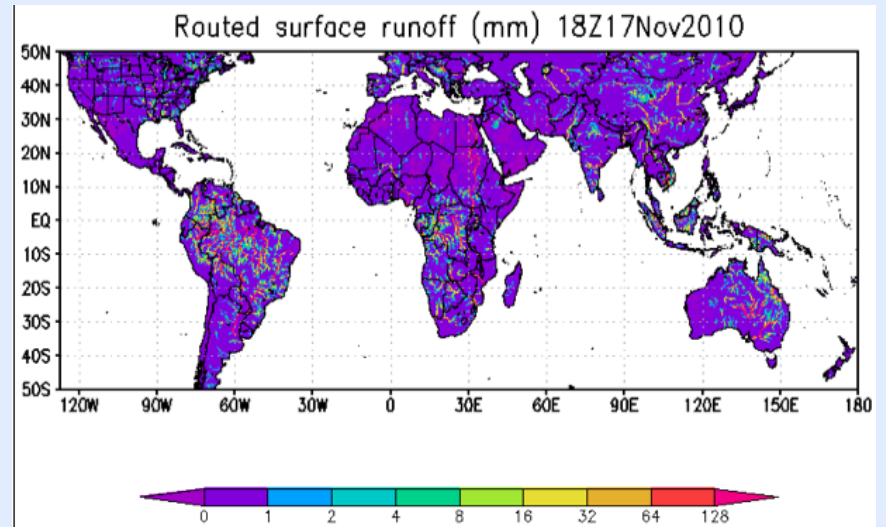 Routed surface runoff (mm) 18Z17Nov2010
50N
40N
30N
20N
10N
EQ
10S
20S
30S
40S
50S
120W 90W 60W 30W 0 30E 60E 90E 120E 150E 180
0 1 2 4 8 16 32 64 128